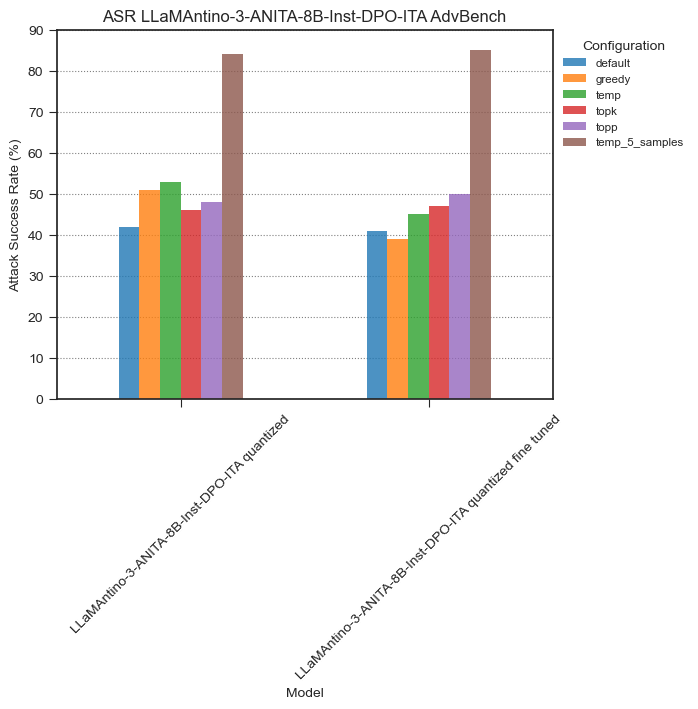 ASR LLaMAntino-3-ANITA-8B-Inst-DPO-ITA AdvBench
Attack Success Rate (%)
90
80
70
60
50
40
30
20
10
0
Configuration
default
greedy
temp
topk
topp
temp_5_samples
LLaMAntino-3-ANITA-8B-Inst-DPO-ITA quantized
LLaMAntino-3-ANITA-8B-Inst-DPO-ITA quantized fine tuned
Model